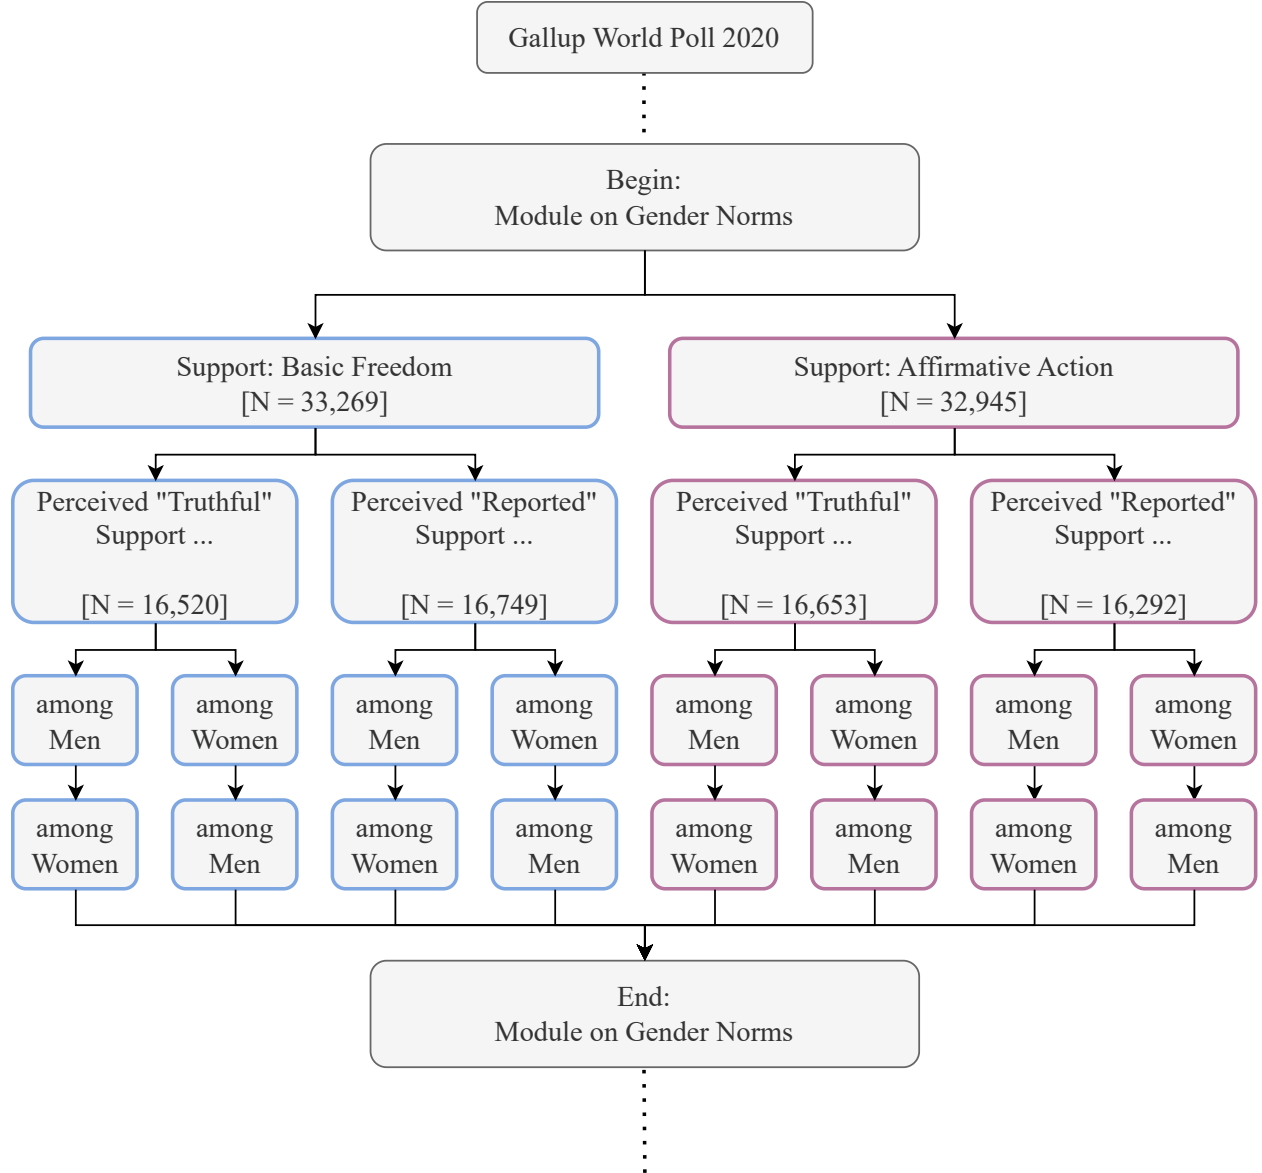 Gallup World Poll 2020
Begin:
Module on Gender Norms
Support: Basic Freedom
[N = 33,269]
Support: Affirmative Action
[N = 32,945]
Perceived "Truthful"
Support ...
[N = 16,520]
Perceived "Reported"
Support ...
[N = 16,749]
Perceived "Truthful"
Support ...
[N = 16,653]
Perceived "Reported"
Support ...
[N = 16,292]
among
Men
among
Women
among
Men
among
Women
among
Men
among
Women
among
Men
among
Women
among
Women
among
Men
among
Women
among
Men
among
Women
among
Men
among
Women
among
Men
End:
Module on Gender Norms